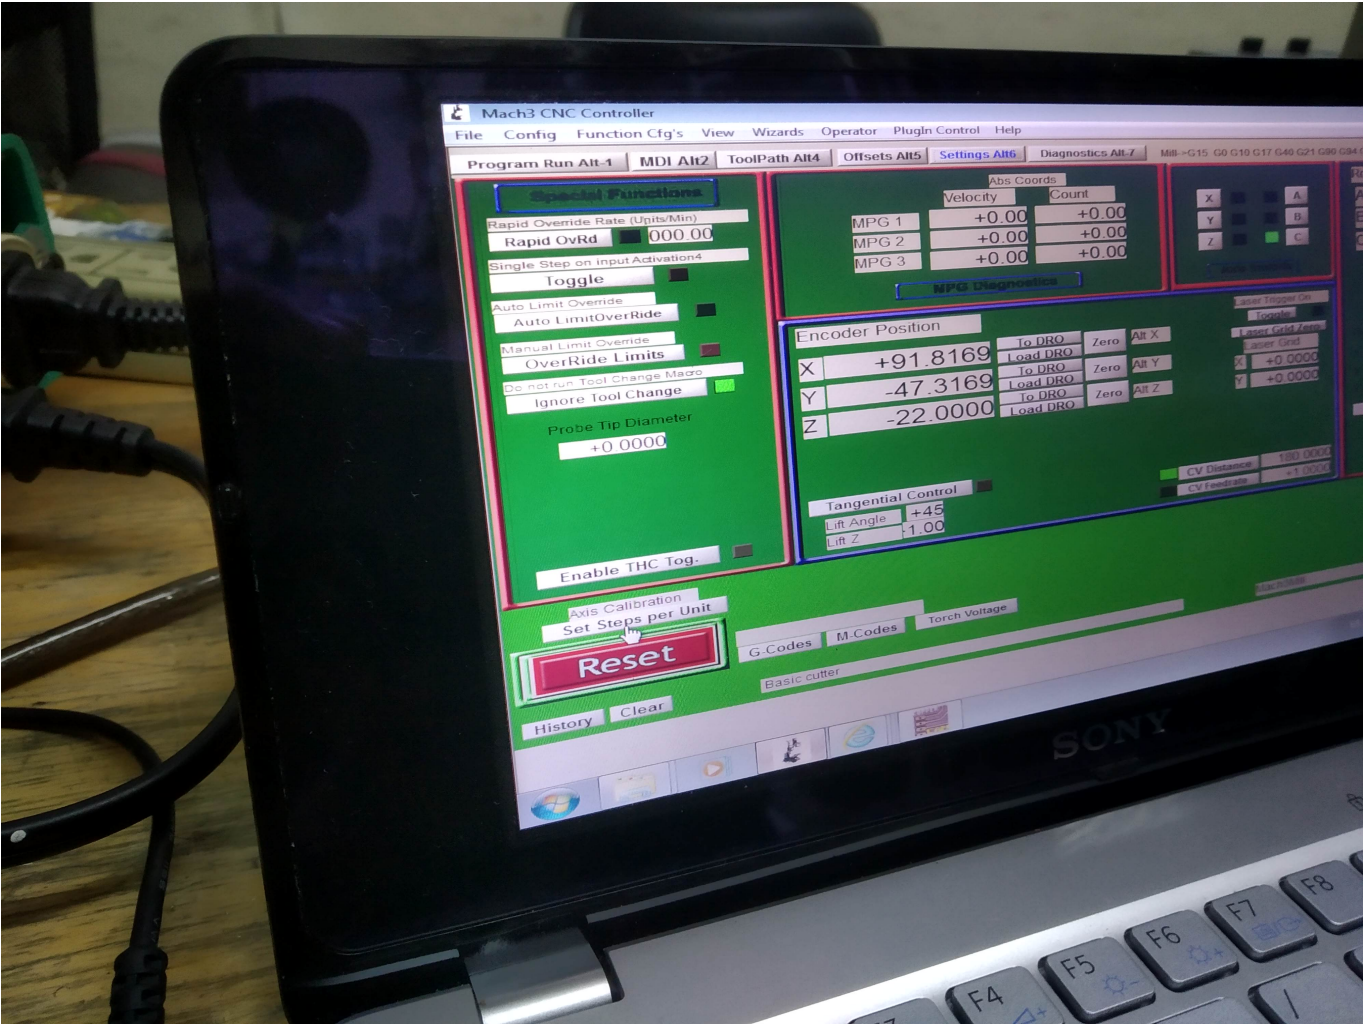 Mach3 CNC Controller
File Config Function Cfg's View Wizards Operator PlugIn Control Help
Program Run Alt-1 MDI Alt2 ToolPath Alt4 Offsets Alt5 Settings Alt6 Diagnostics Alt-7 Mill->G15 G0 G10 G17 G40 G21 G90 G94
Special Functions
Rapid Override Rate (Units/Min)
Rapid OvRd 000.00
Single Step on input Activation4
Toggle
Auto Limit Override
Auto LimitOverRide
Manual Limit Override
OverRide Limits
Do not run Tool Change Macro
Ignore Tool Change
Probe Tip Diameter
+0.0000
Enable THC Tog.
Abs Coords
Velocity Count
MPG 1 +0.00 +0.00
MPG 2 +0.00 +0.00
MPG 3 +0.00 +0.00
MPG Diagnostics
X A
Y B
Z C
Encoder Position
X +91.8169 To DRO Load DRO Zero Alt X
Y -47.3169 To DRO Load DRO Zero Alt Y
Z -22.0000 To DRO Load DRO Zero Alt Z
Laser Trigger On
Toggle
Laser Grid Zero
Laser Grid
X +0.0000
Y +0.0000
CV Distance 180.0000
CV Feedrate +1.0000
Tangential Control
Lift Angle +45
Lift Z -1.00
Axis Calibration
Set Steps per Unit
Reset
G-Codes M-Codes Torch Voltage
Basic cutter
History Clear
SONY
F4 F5 F6 F7 F8